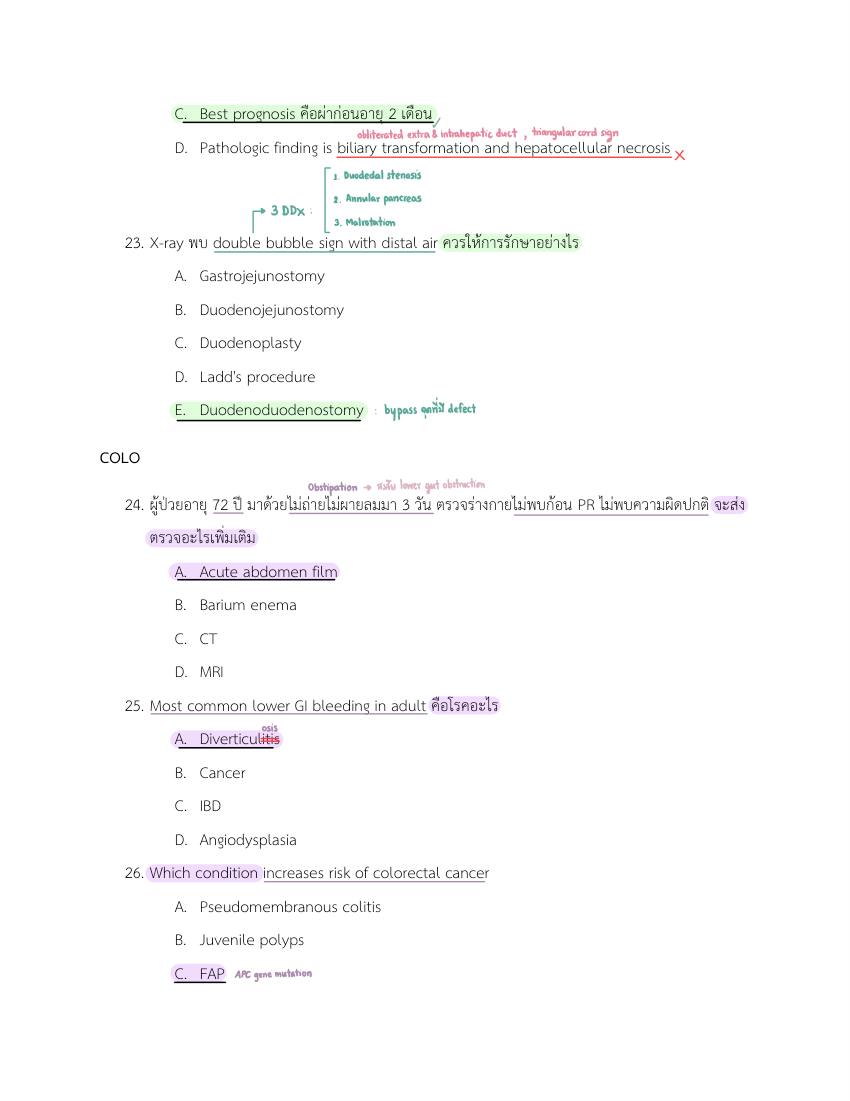 C. Best prognosis คือผ่าก่อนอายุ 2 เดือน
obliterated extra & intrahepatic duct , triangular cord sign
D. Pathologic finding is biliary transformation and hepatocellular necrosis x
1. Duodedal stenosis
2. Annular pancreas
→ 3 DDx :
3. Malrotation
23. X-ray พบ double bubble sign with distal air ควรให้การรักษาอย่างไร
A. Gastrojejunostomy
B. Duodenojejunostomy
C. Duodenoplasty
D. Ladd's procedure
E. Duodenoduodenostomy : bypass จุดที่มี defect
COLO
Obstipation → lower gut obstruction
24. ผู้ป่วยอายุ 72 ปี มาด้วยไม่ถ่ายไม่ผายลมมา 3 วัน ตรวจร่างกายไม่พบก้อน PR ไม่พบความผิดปกติ จะส่ง
ตรวจอะไรเพิ่มเติม
A. Acute abdomen film
B. Barium enema
C. CT
D. MRI
25. Most common lower GI bleeding in adult คือโรคอะไร
osis
A. Diverticulitis
B. Cancer
C. IBD
D. Angiodysplasia
26. Which condition increases risk of colorectal cancer
A. Pseudomembranous colitis
B. Juvenile polyps
C. FAP APC gene mutation